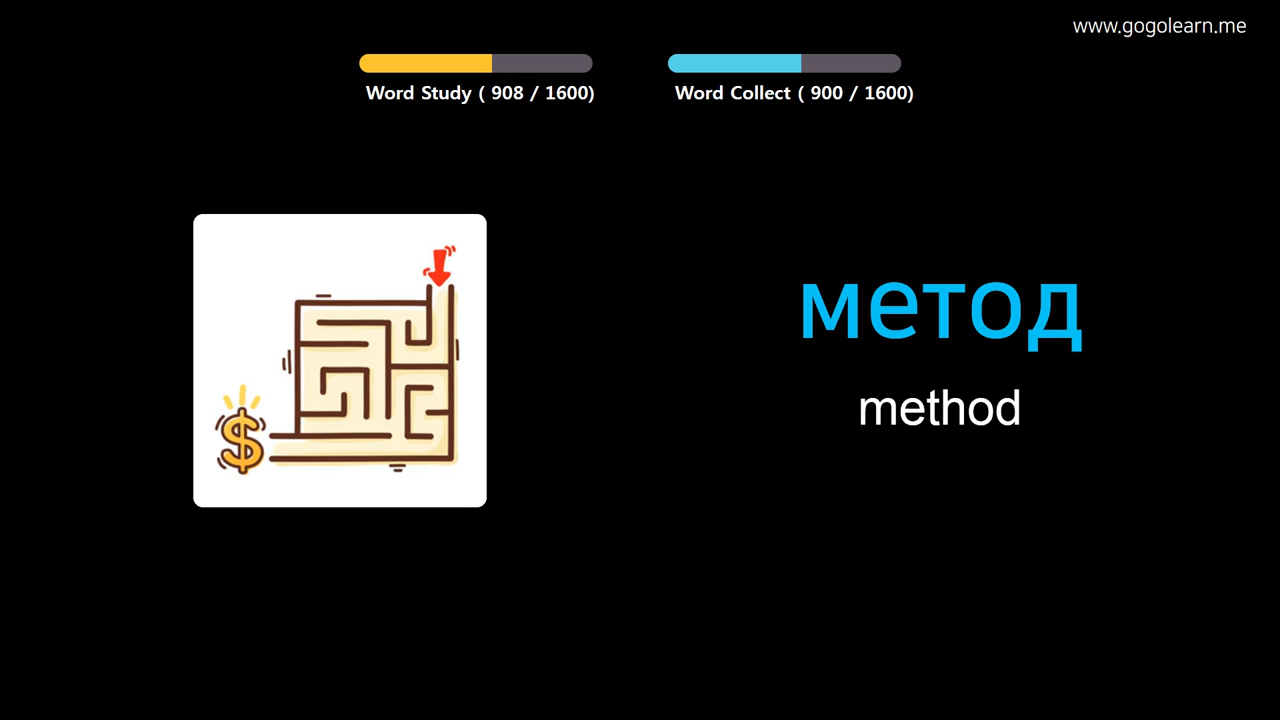 www.gogolearn.me
Word Study ( 908 / 1600)
Word Collect ( 900 / 1600)
$
метод
method